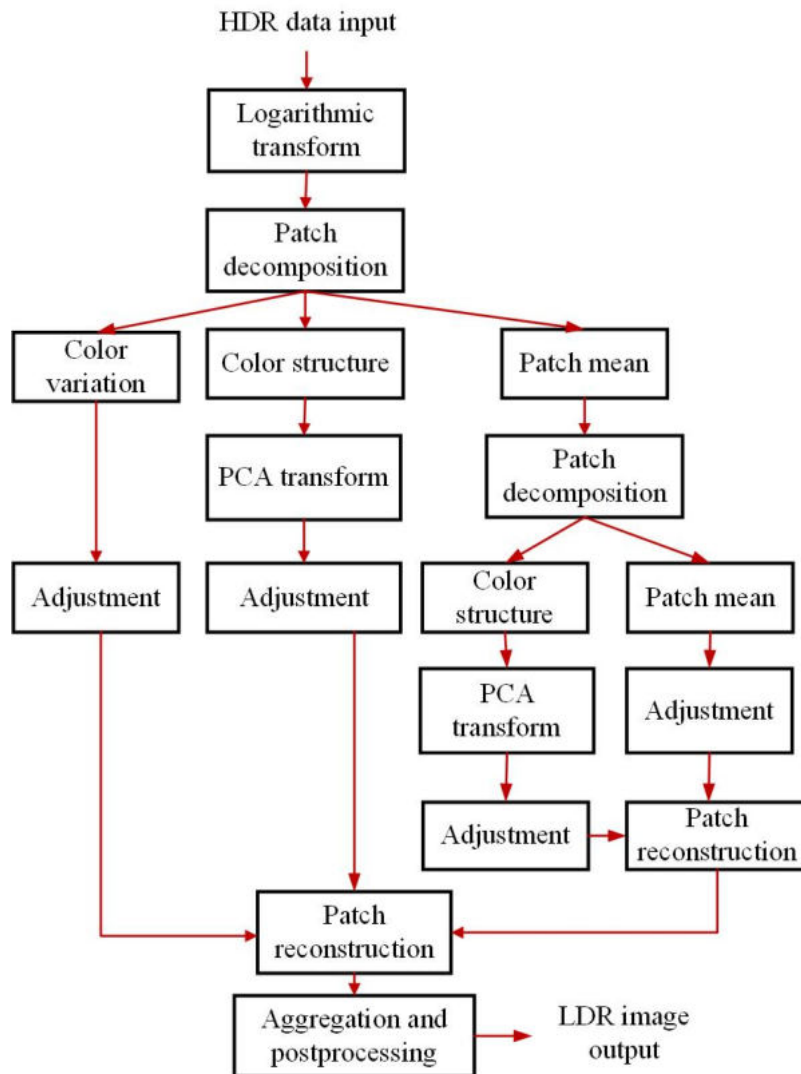 HDR data input
Logarithmic
transform
Patch
decomposition
Color
variation
Color structure
Patch mean
PCA transform
Patch
decomposition
Adjustment
Adjustment
Color
structure
Patch mean
PCA
transform
Adjustment
Adjustment
Patch
reconstruction
Patch
reconstruction
Aggregation and
postprocessing
LDR image
output